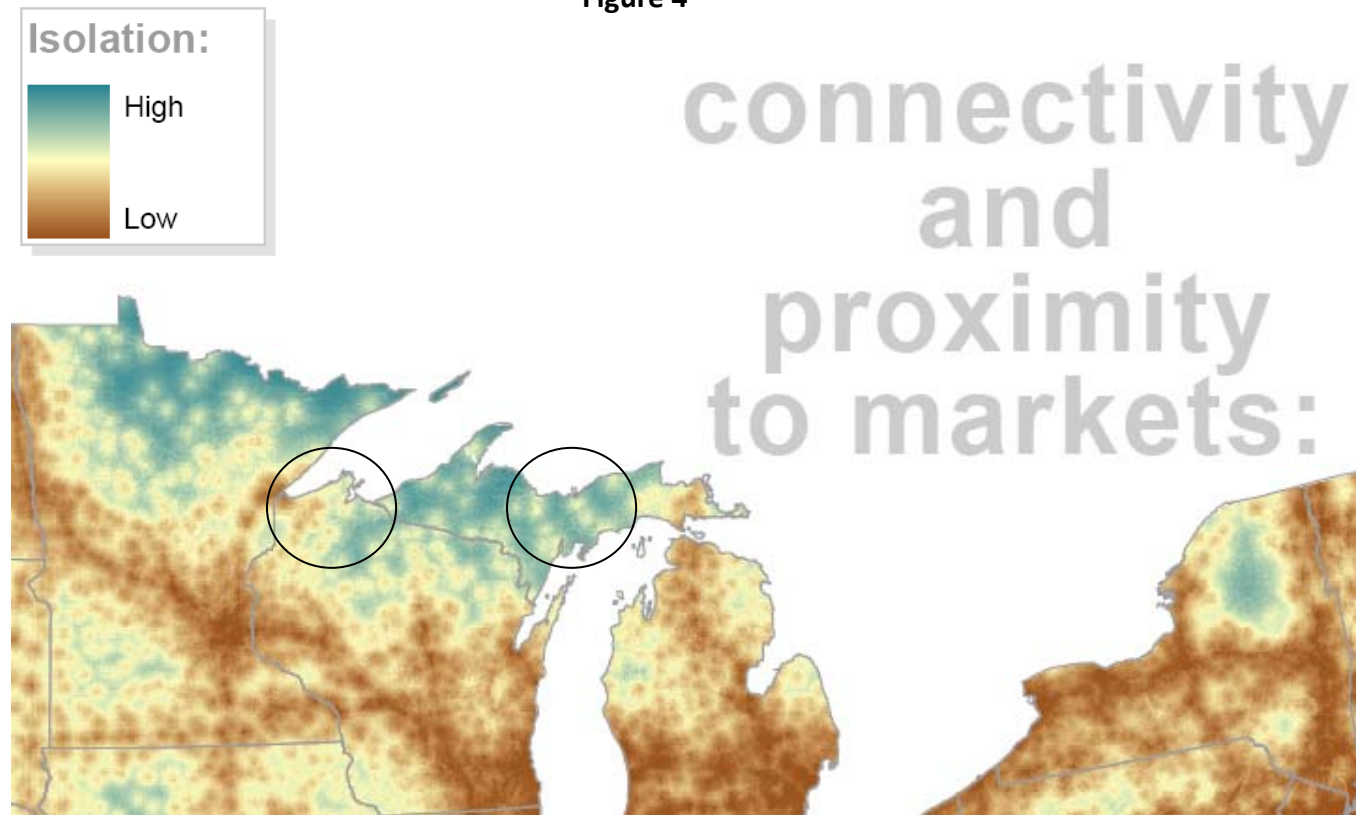 Figure 4
Isolation:
High
Low
connectivity
and
proximity
to markets: